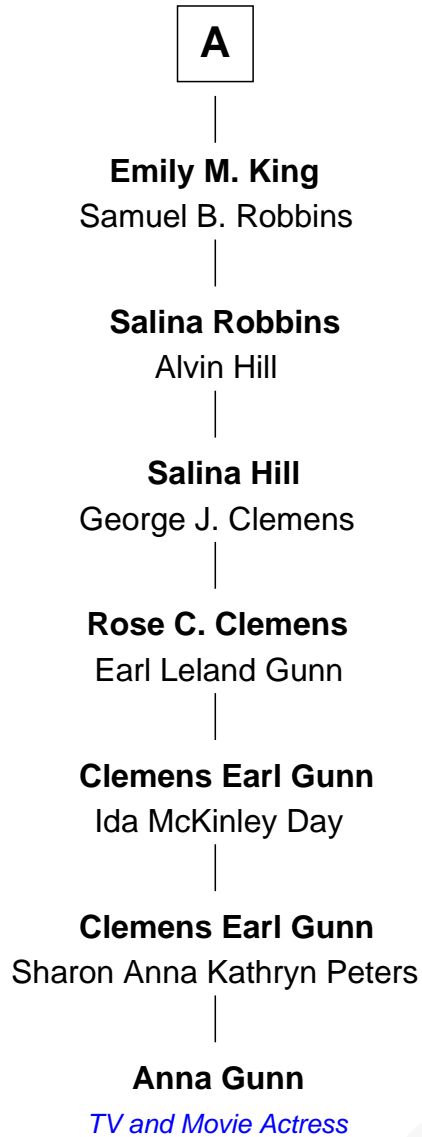 A
Emily M. King
Samuel B. Robbins
Salina Robbins
Alvin Hill
Salina Hill
George J. Clemens
Rose C. Clemens
Earl Leland Gunn
Clemens Earl Gunn
Ida McKinley Day
Clemens Earl Gunn
Sharon Anna Kathryn Peters
Anna Gunn
TV and Movie Actress